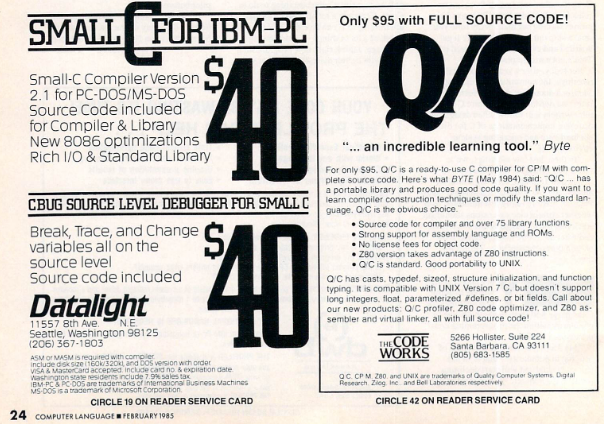 SMALL C FOR IBM-PC
Small-C Compiler Version
2.1 for PC-DOS/MS-DOS
Source Code included
for Compiler & Library
New 8086 optimizations
Rich I/O & Standard Library
$40
CBUG SOURCE LEVEL DEBUGGER FOR SMALL C
Break, Trace, and Change
variables all on the
source level
Source code included
$40
Datalight
11557 8th Ave. N.E.
Seattle, Washington 98125
(206) 367-1803
ASM or MASM is required with compiler.
Include disk size (160k/320k), and DOS version with order.
VISA & MasterCard accepted. Include card no. & expiration date.
Washington state residents include 7.9% sales tax.
IBM-PC & PC-DOS are trademarks of International Business Machines
MS-DOS is a trademark of Microsoft Corporation.
CIRCLE 19 ON READER SERVICE CARD
Only $95 with FULL SOURCE CODE!
Q/C
"... an incredible learning tool." Byte
For only $95, Q/C is a ready-to-use C compiler for CP/M with com-
plete source code. Here's what BYTE (May 1984) said: "Q/C ... has
a portable library and produces good code quality. If you want to
learn compiler construction techniques or modify the standard lan-
guage, Q/C is the obvious choice."
• Source code for compiler and over 75 library functions.
• Strong support for assembly language and ROMs.
• No license fees for object code.
• Z80 version takes advantage of Z80 instructions.
• Q/C is standard. Good portability to UNIX.
Q/C has casts, typedef, sizeof, structure initialization, and function
typing. It is compatible with UNIX Version 7 C, but doesn't support
long integers, float, parameterized #defines, or bit fields. Call about
our new products: Q/C profiler, Z80 code optimizer, and Z80 as-
sembler and virtual linker, all with full source code!
THE CODE WORKS
5266 Hollister, Suite 224
Santa Barbara, CA 93111
(805) 683-1585
Q/C, CP/M, Z80, and UNIX are trademarks of Quality Computer Systems, Digital
Research, Zilog, Inc., and Bell Laboratories respectively.
CIRCLE 42 ON READER SERVICE CARD
24 COMPUTER LANGUAGE ■ FEBRUARY 1985